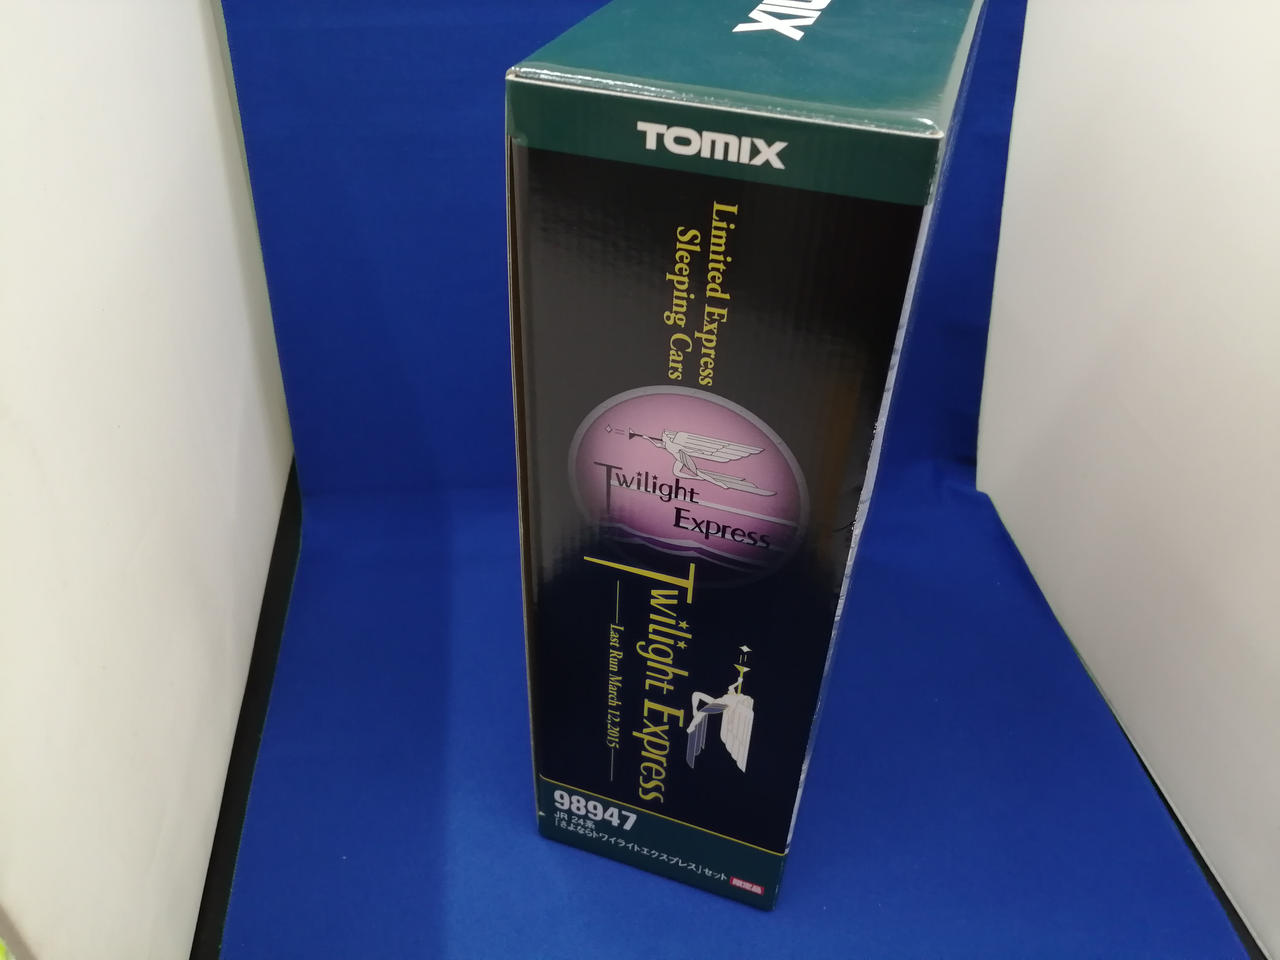 TOMIX
Limited Express
Sleeping Cars
Twilight
Express
Twilight Express
Last Run March 12,2015
98947
JR 24系
「さよならトワイライトエクスプレス」セット 限定品